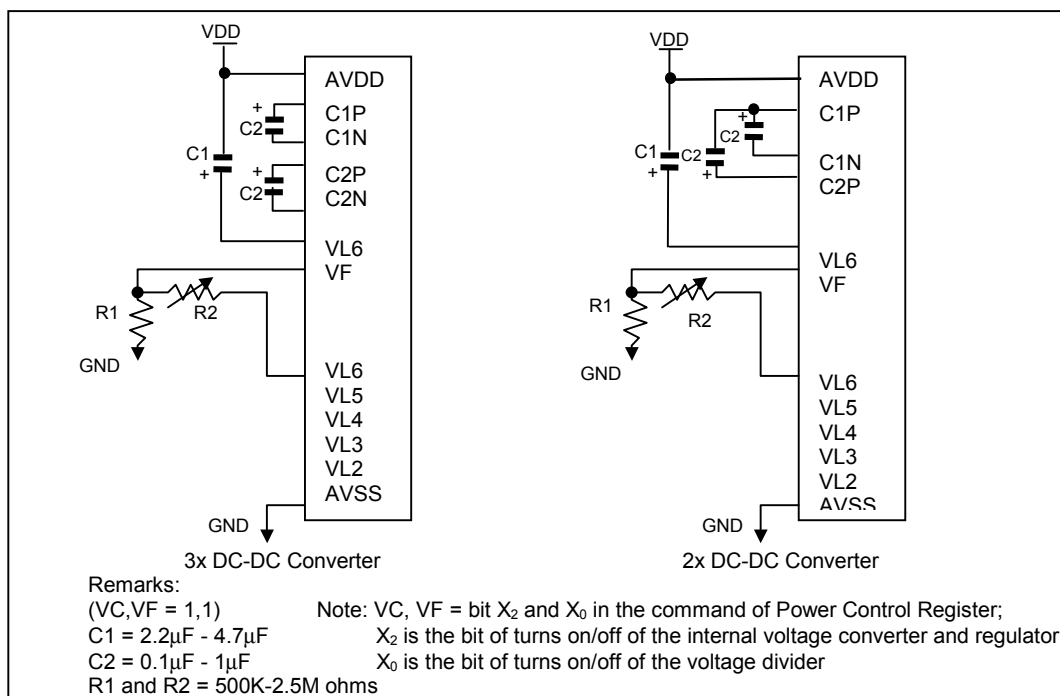 VDD
AVDD
+
C1P
C2
C1N
C1
+
+
C2P
C2
C2N
VL6
VF
R1
R2
GND
VL6
VL5
VL4
VL3
VL2
AVSS
GND
3x DC-DC Converter
VDD
AVDD
C1P
+
C2
C1
C2
+
+
C1N
C2P
VL6
VF
R1
R2
GND
VL6
VL5
VL4
VL3
VL2
AVSS
GND
2x DC-DC Converter
Remarks:
(VC,VF = 1,1) Note: VC, VF = bit X2 and X0 in the command of Power Control Register;
C1 = 2.2μF - 4.7μF X2 is the bit of turns on/off of the internal voltage converter and regulator
C2 = 0.1μF - 1μF X0 is the bit of turns on/off of the voltage divider
R1 and R2 = 500K-2.5M ohms